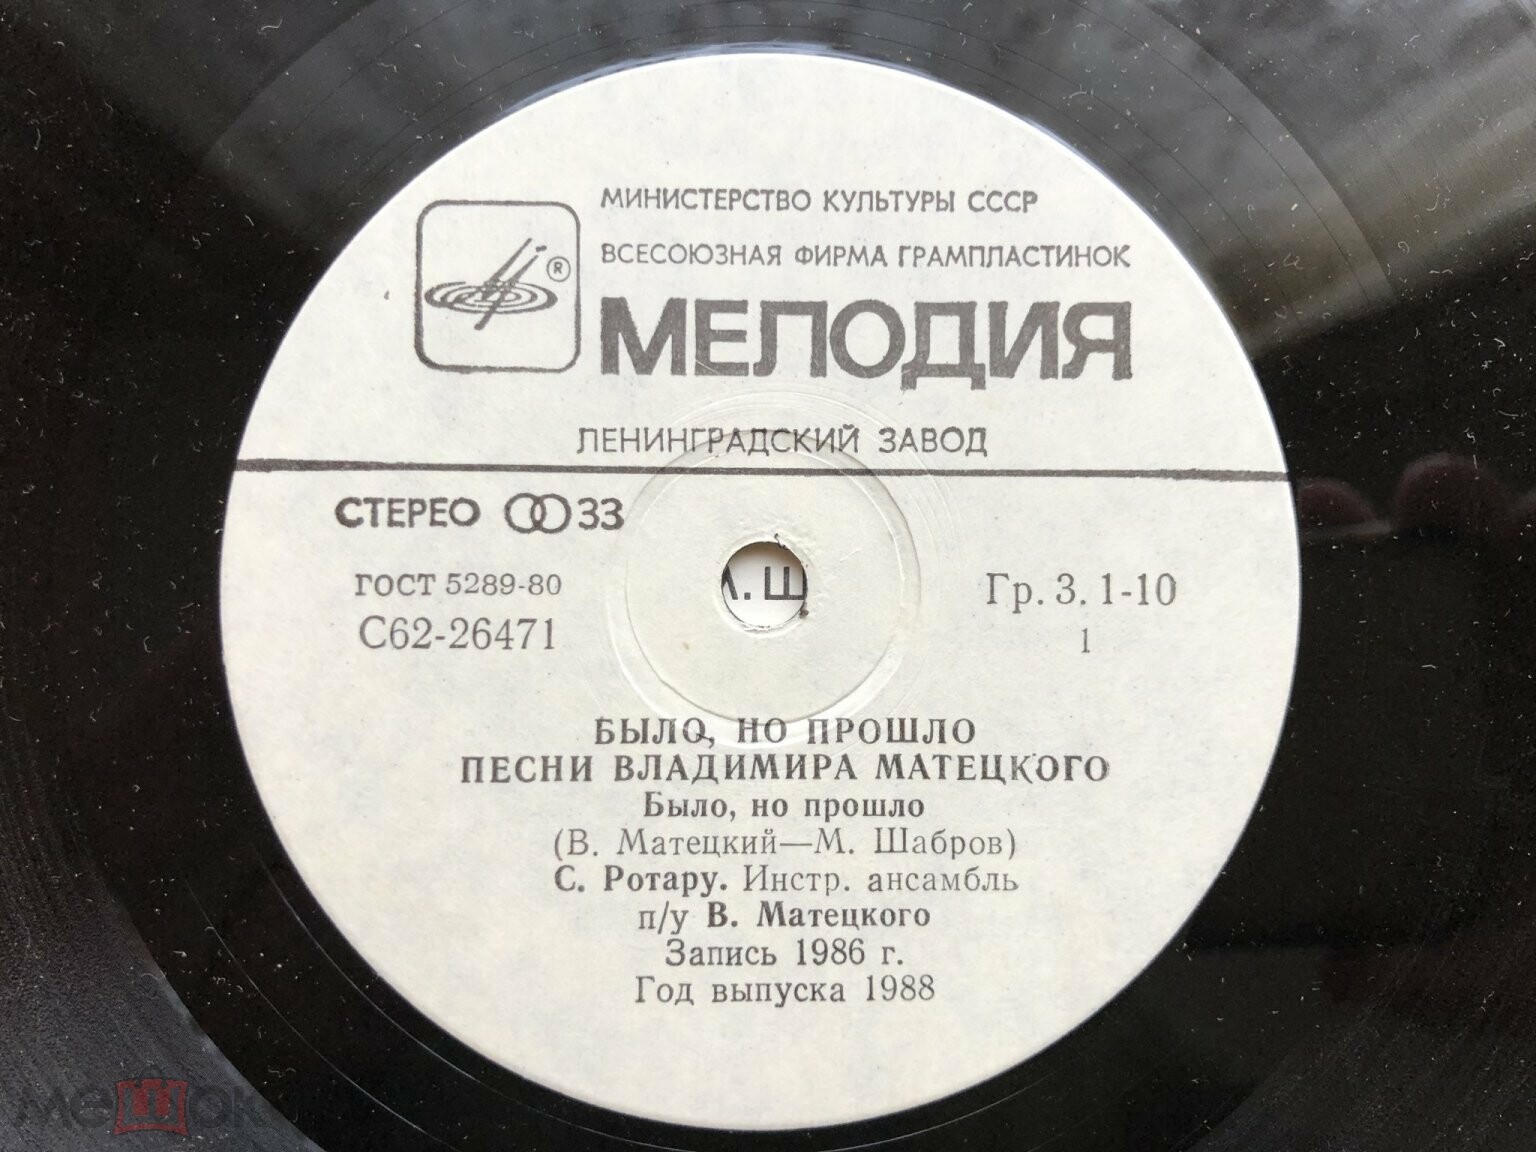 МИНИСТЕРСТВО КУЛЬТУРЫ СССР
ВСЕСОЮЗНАЯ ФИРМА ГРАМПЛАСТИНОК
®
МЕЛОДИЯ
ЛЕНИНГРАДСКИЙ ЗАВОД
СТЕРЕО 33
ГОСТ 5289-80
С62-26471
Гр. 3. 1-10
1
Л. Ш
БЫЛО, НО ПРОШЛО
ПЕСНИ ВЛАДИМИРА МАТЕЦКОГО
Было, но прошло
(В. Матецкий—М. Шабров)
С. Ротару. Инстр. ансамбль
п/у В. Матецкого
Запись 1986 г.
Год выпуска 1988
мешок